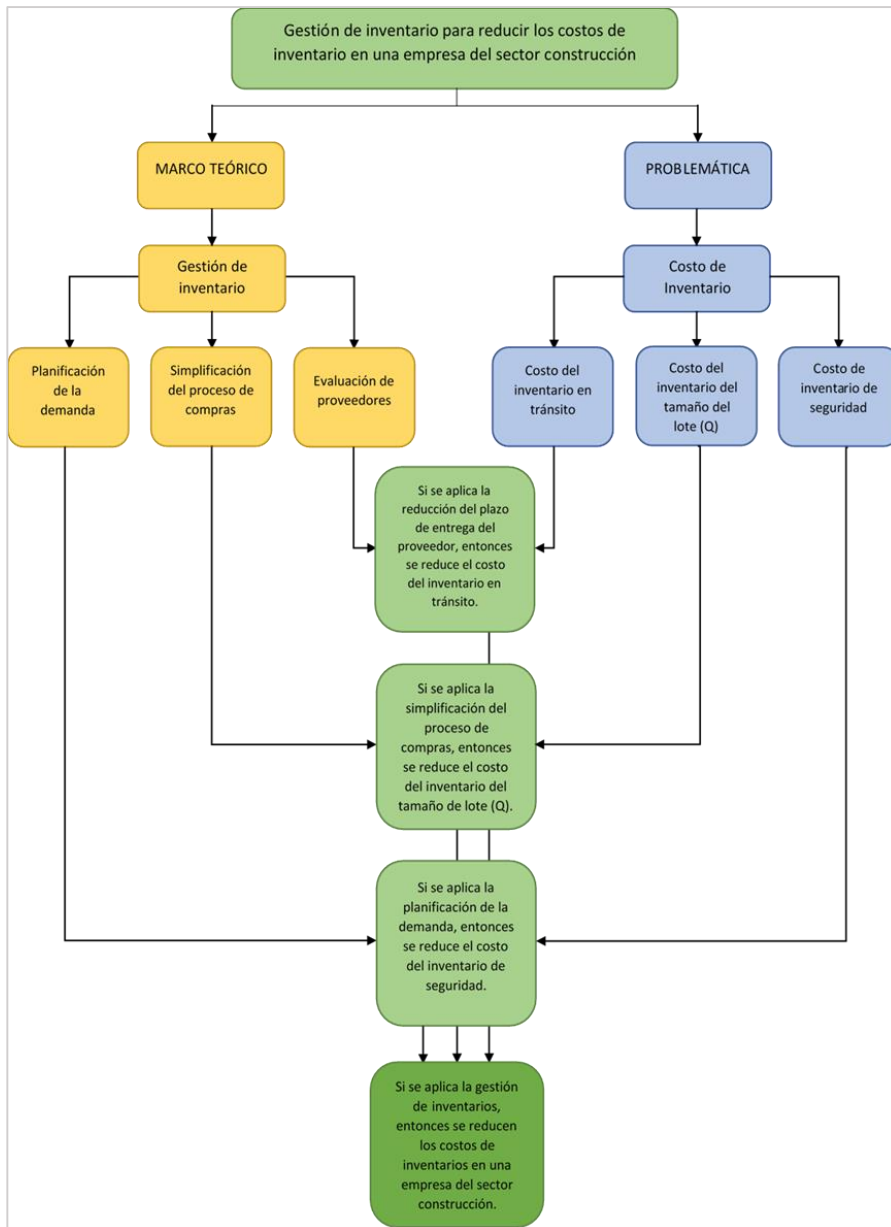 Gestión de inventario para reducir los costos de
inventario en una empresa del sector construcción
MARCO TEÓRICO
PROBLEMÁTICA
Gestión de
inventario
Costo de
Inventario
Planificación
de la
demanda
Simplificación
del proceso de
compras
Evaluación de
proveedores
Costo del
inventario en
tránsito
Costo del
inventario del
tamaño del
lote (Q)
Costo de
inventario de
seguridad
Si se aplica la
reducción del plazo
de entrega del
proveedor, entonces
se reduce el costo
del inventario en
tránsito.
Si se aplica la
simplificación del
proceso de
compras, entonces
se reduce el costo
del inventario del
tamaño de lote (Q).
Si se aplica la
planificación de la
demanda, entonces
se reduce el costo
del inventario de
seguridad.
Si se aplica la gestión
de inventarios,
entonces se reducen
los costos de
inventarios en una
empresa del sector
construcción.